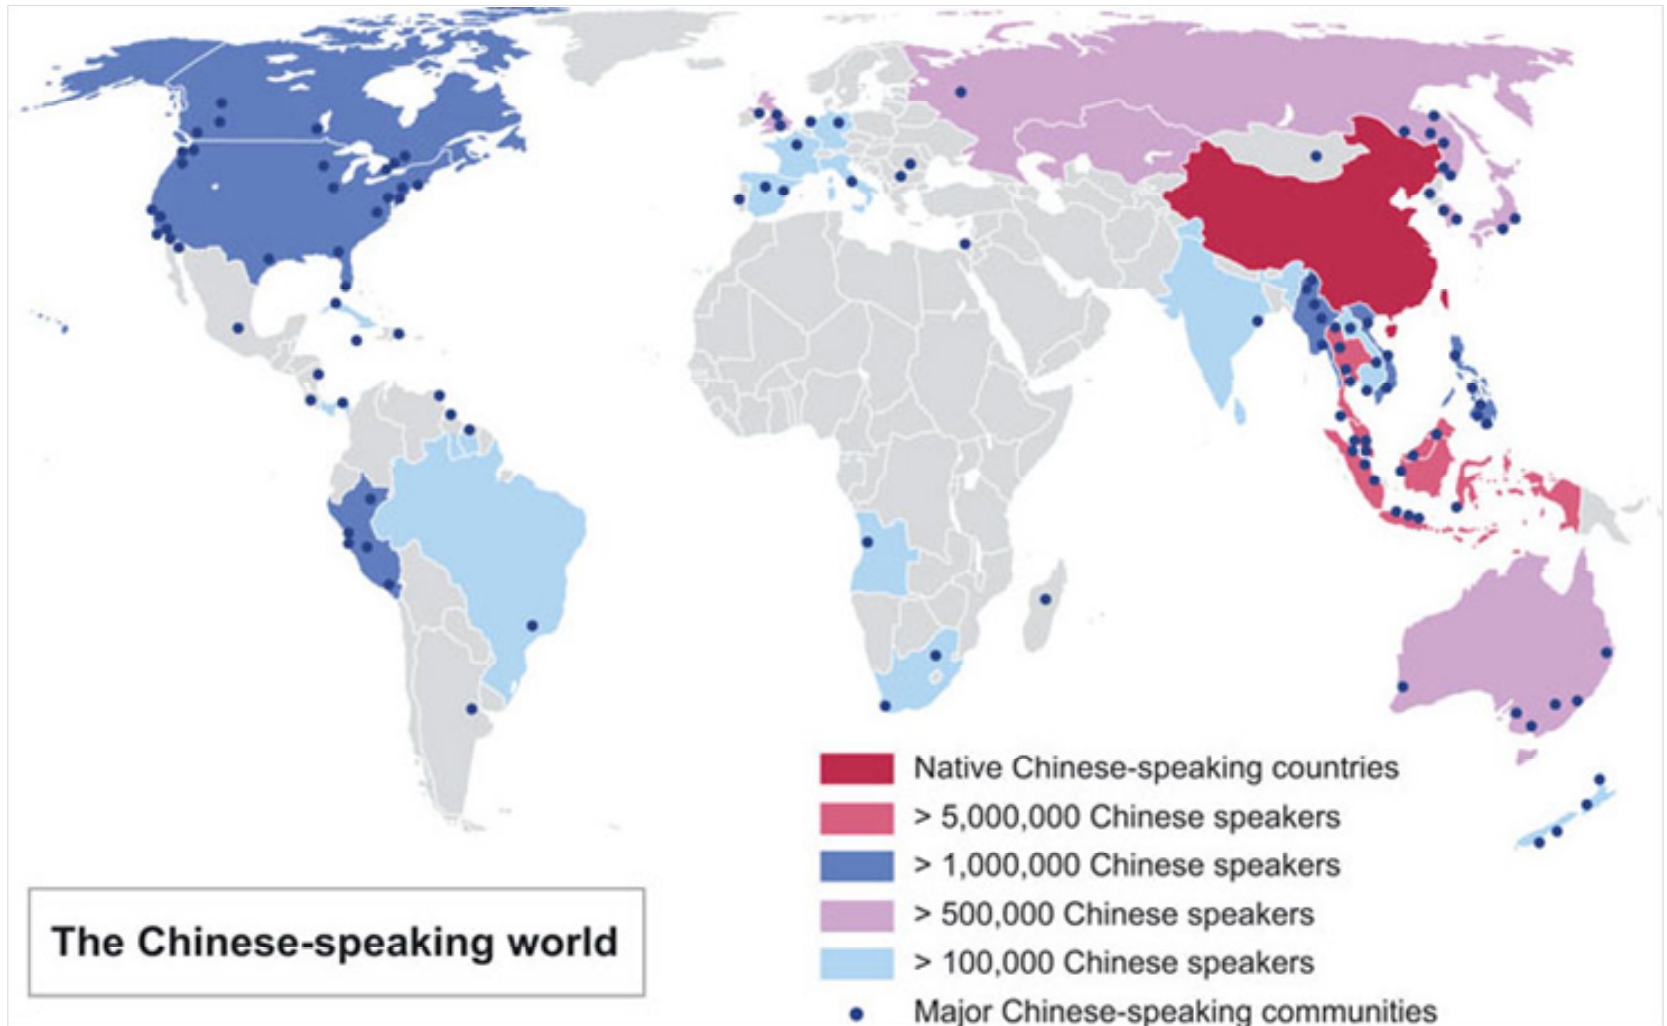 Native Chinese-speaking countries
> 5,000,000 Chinese speakers
> 1,000,000 Chinese speakers
> 500,000 Chinese speakers
> 100,000 Chinese speakers
Major Chinese-speaking communities
The Chinese-speaking world